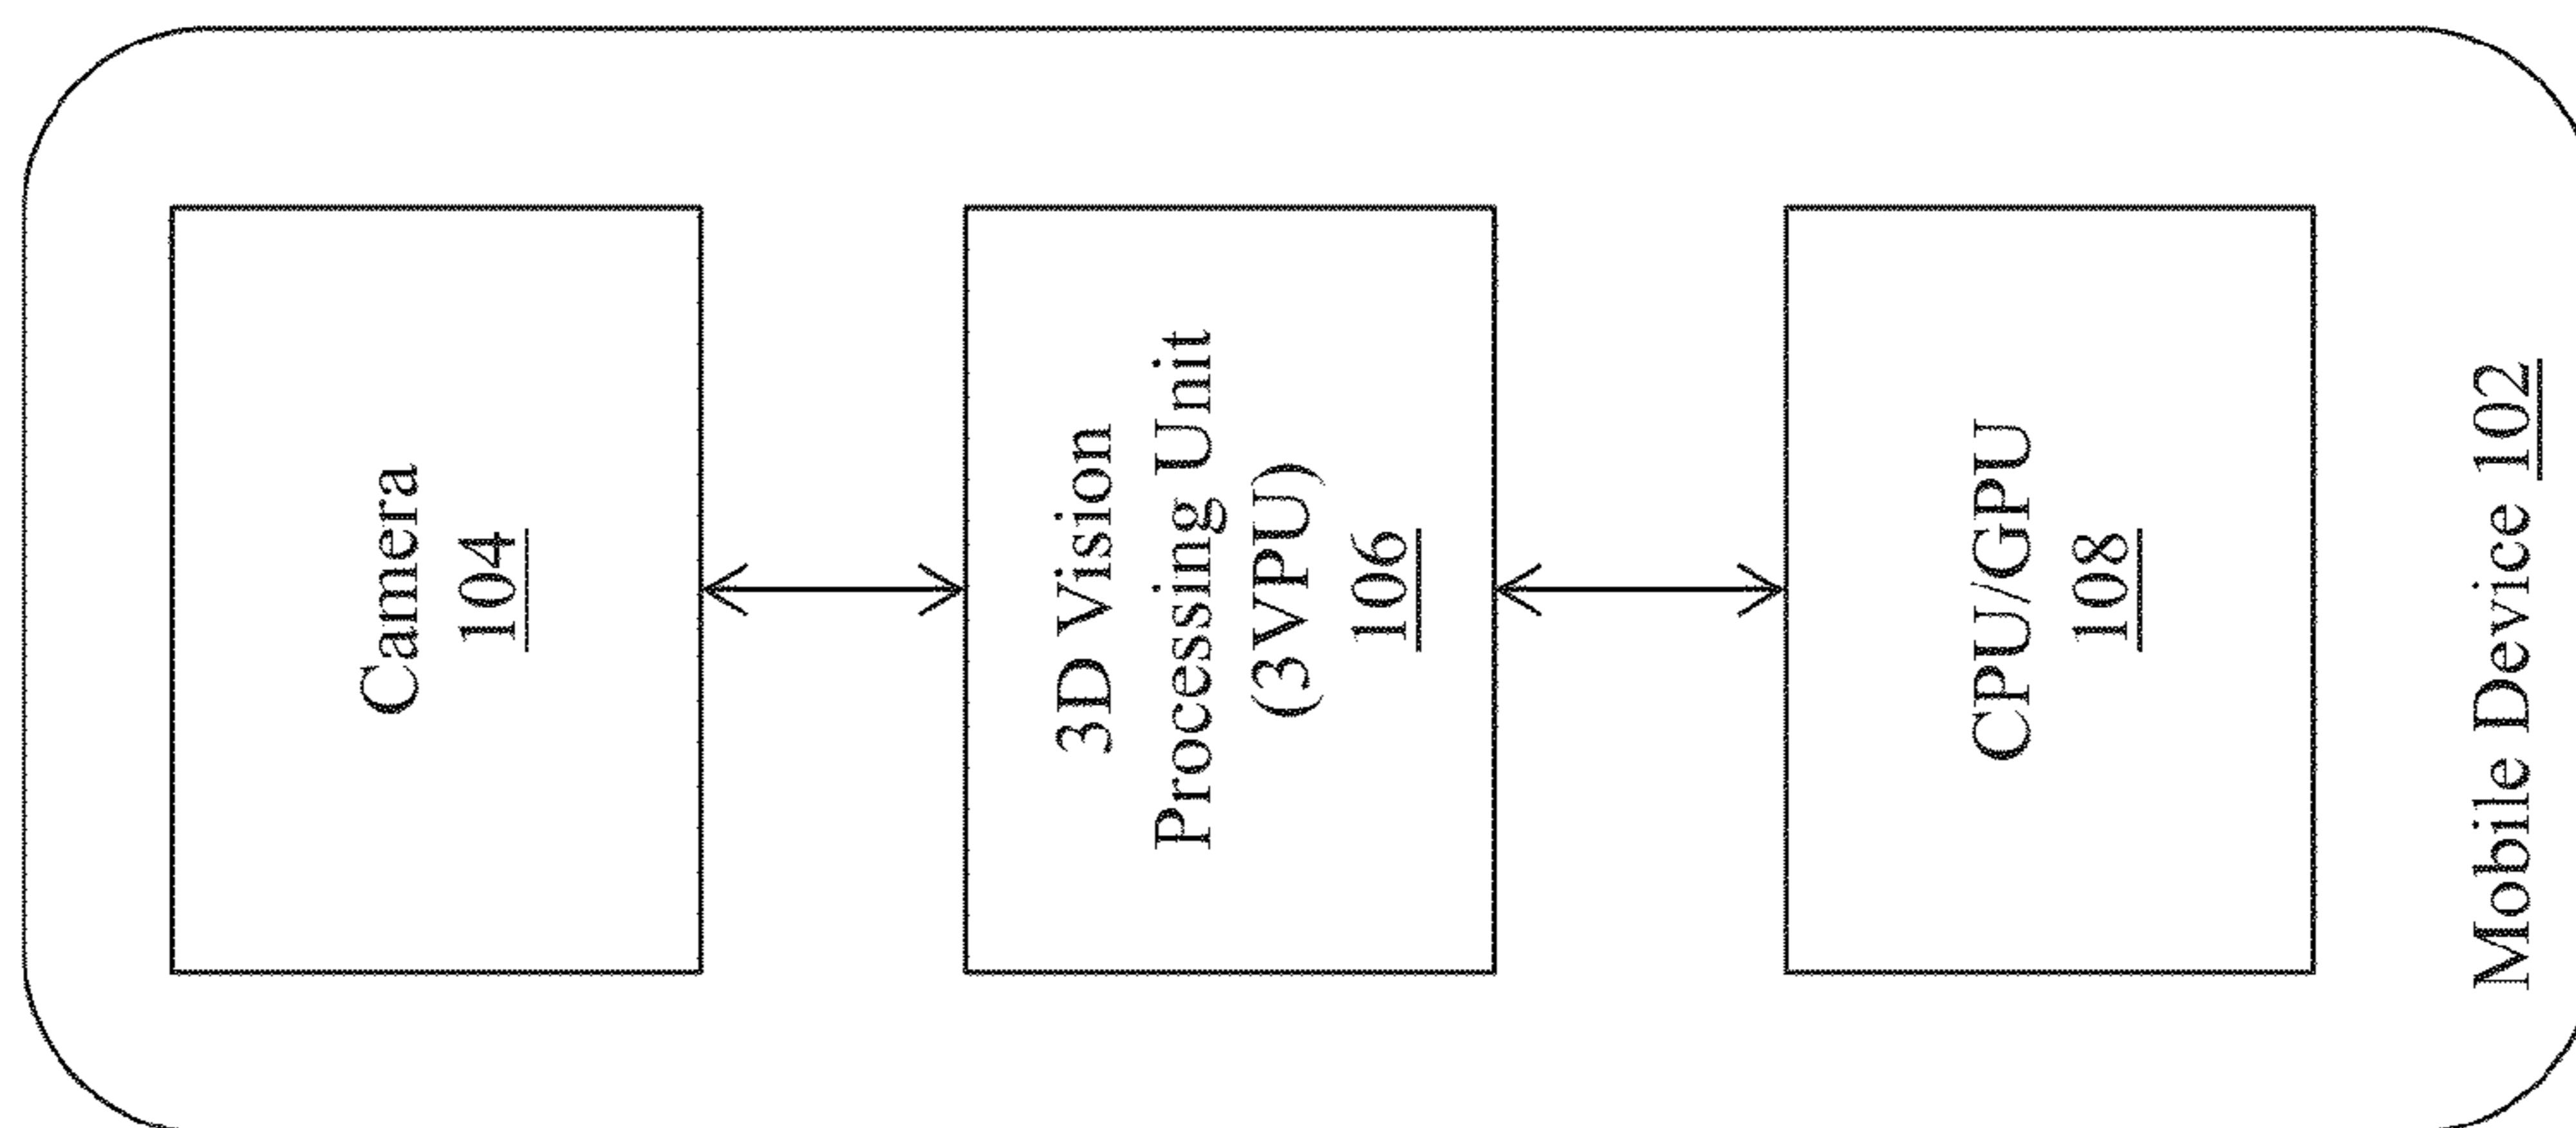 Camera
104
3D Vision
Processing Unit
(3VPU)
106
CPU/GPU
108
Mobile Device 102